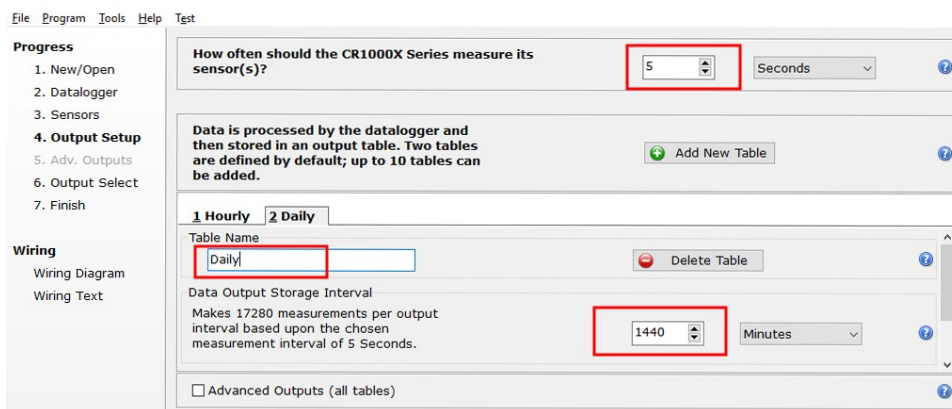 File Program Tools Help Test
Progress
1. New/Open
2. Datalogger
3. Sensors
4. Output Setup
5. Adv. Outputs
6. Output Select
7. Finish
Wiring
Wiring Diagram
Wiring Text
How often should the CR1000X Series measure its
sensor(s)?
5
Seconds
Data is processed by the datalogger and
then stored in an output table. Two tables
are defined by default; up to 10 tables can
be added.
Add New Table
1 Hourly 2 Daily
Table Name
Daily
Delete Table
Data Output Storage Interval
Makes 17280 measurements per output
interval based upon the chosen
measurement interval of 5 Seconds.
1440
Minutes
Advanced Outputs (all tables)